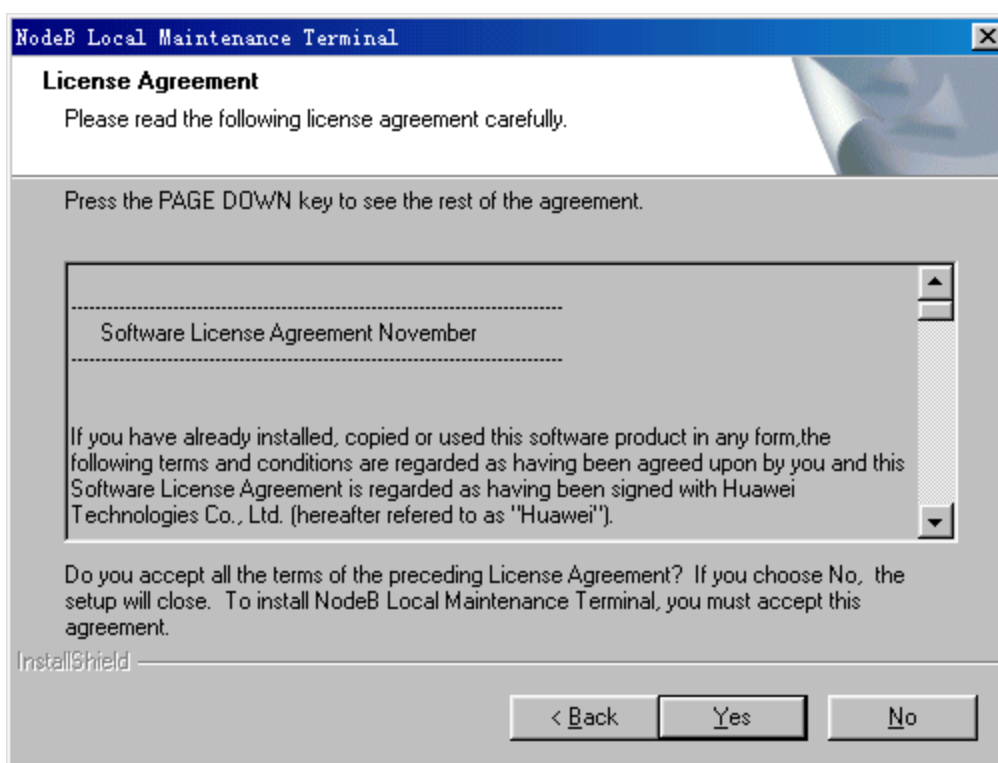 NodeB Local Maintenance Terminal
License Agreement
Please read the following license agreement carefully.
Press the PAGE DOWN key to see the rest of the agreement.
------------------------------------------------------------
Software License Agreement November
------------------------------------------------------------
If you have already installed, copied or used this software product in any form,the
following terms and conditions are regarded as having been agreed upon by you and this
Software License Agreement is regarded as having been signed with Huawei
Technologies Co., Ltd. (hereafter refered to as "Huawei").
Do you accept all the terms of the preceding License Agreement?  If you choose No,  the
setup will close.  To install NodeB Local Maintenance Terminal, you must accept this
agreement.
InstallShield
< Back
Yes
No